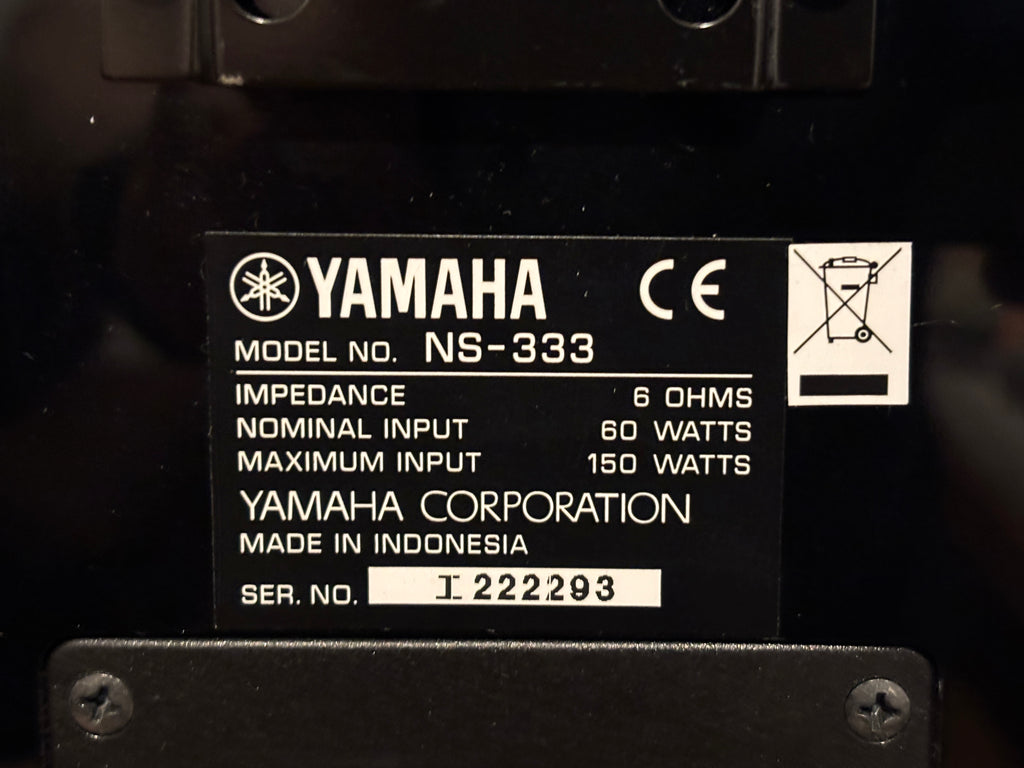 YAMAHA CE
MODEL NO. NS-333
IMPEDANCE 6 OHMS
NOMINAL INPUT 60 WATTS
MAXIMUM INPUT 150 WATTS
YAMAHA CORPORATION
MADE IN INDONESIA
SER. NO. I 222293